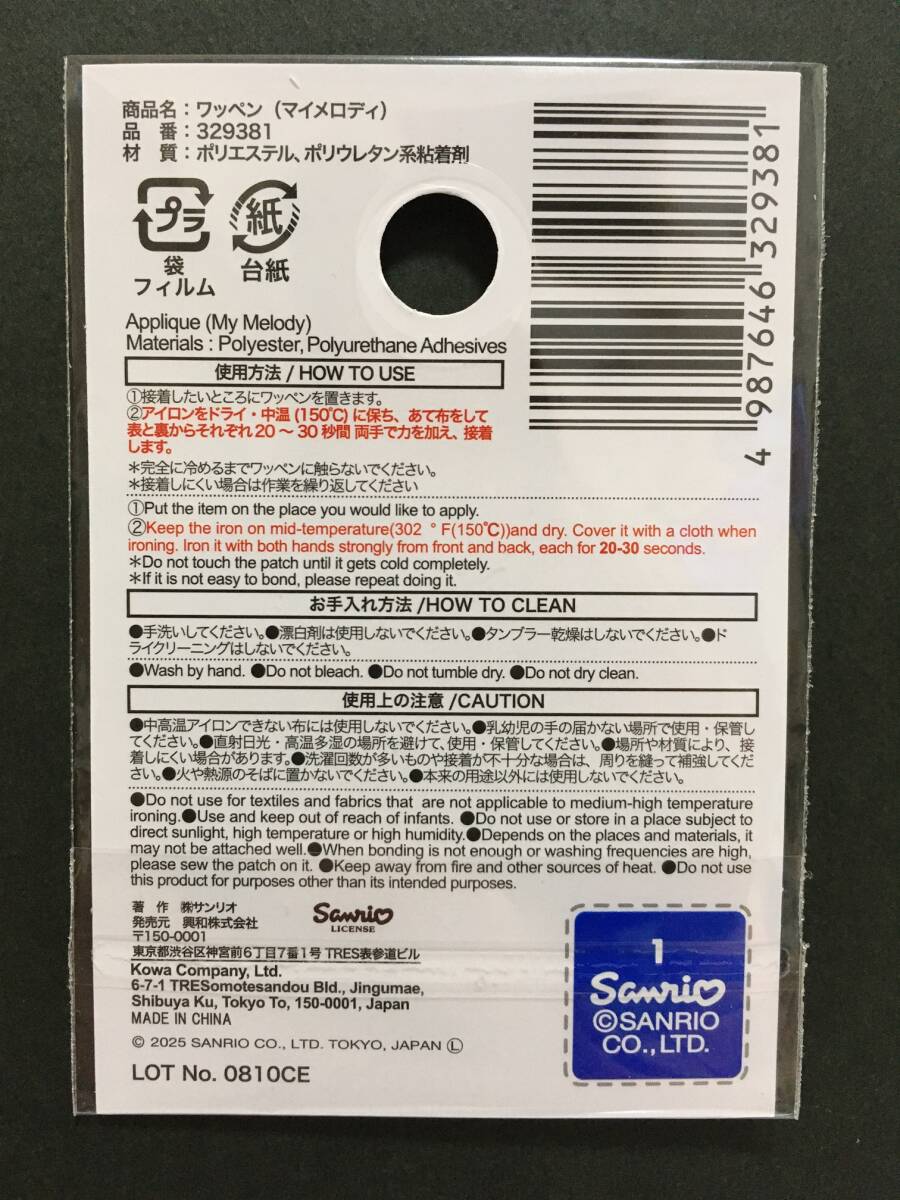 商品名：ワッペン（マイメロディ）
品　番：329381
材　質：ポリエステル、ポリウレタン系粘着剤
プラ
紙
袋
フィルム
台紙
4 987646 329381
Applique (My Melody)
Materials : Polyester, Polyurethane Adhesives
使用方法 / HOW TO USE
①接着したいところにワッペンを置きます。
②アイロンをドライ・中温 (150℃) に保ち、あて布をして
表と裏からそれぞれ20～30秒間 両手で力を加え、接着
します。
＊完全に冷めるまでワッペンに触らないでください。
＊接着しにくい場合は作業を繰り返してください
①Put the item on the place you would like to apply.
②Keep the iron on mid-temperature(302 °F(150℃))and dry. Cover it with a cloth when
ironing. Iron it with both hands strongly from front and back, each for 20-30 seconds.
＊Do not touch the patch until it gets cold completely.
＊If it is not easy to bond, please repeat doing it.
お手入れ方法 /HOW TO CLEAN
●手洗いしてください。●漂白剤は使用しないでください。●タンブラー乾燥はしないでください。●ド
ライクリーニングはしないでください。
●Wash by hand. ●Do not bleach. ●Do not tumble dry. ●Do not dry clean.
使用上の注意 /CAUTION
●中高温アイロンできない布には使用しないでください。●乳幼児の手の届かない場所で使用・保管し
てください。●直射日光・高温多湿の場所を避けて、使用・保管してください。●場所や材質により、接
着しにくい場合があります。●洗濯回数が多いものや接着が不十分な場合は、周りを縫って補強してくだ
さい。●火や熱源のそばに置かないでください。●本来の用途以外には使用しないでください。
●Do not use for textiles and fabrics that are not applicable to medium-high temperature
ironing.●Use and keep out of reach of infants. ●Do not use or store in a place subject to
direct sunlight, high temperature or high humidity.●Depends on the places and materials, it
may not be attached well.●When bonding is not enough or washing frequencies are high,
please sew the patch on it. ●Keep away from fire and other sources of heat. ●Do not use
this product for purposes other than its intended purposes.
著　作　㈱サンリオ
発売元　興和株式会社
〒150-0001
東京都渋谷区神宮前6丁目7番1号 TRES表参道ビル
Sanrio
LICENSE
Kowa Company, Ltd.
6-7-1 TRESomotesandou Bld., Jingumae,
Shibuya Ku, Tokyo To, 150-0001, Japan
MADE IN CHINA
© 2025 SANRIO CO., LTD. TOKYO, JAPAN Ⓛ
LOT No. 0810CE
1
Sanrio
©SANRIO
CO.,LTD.